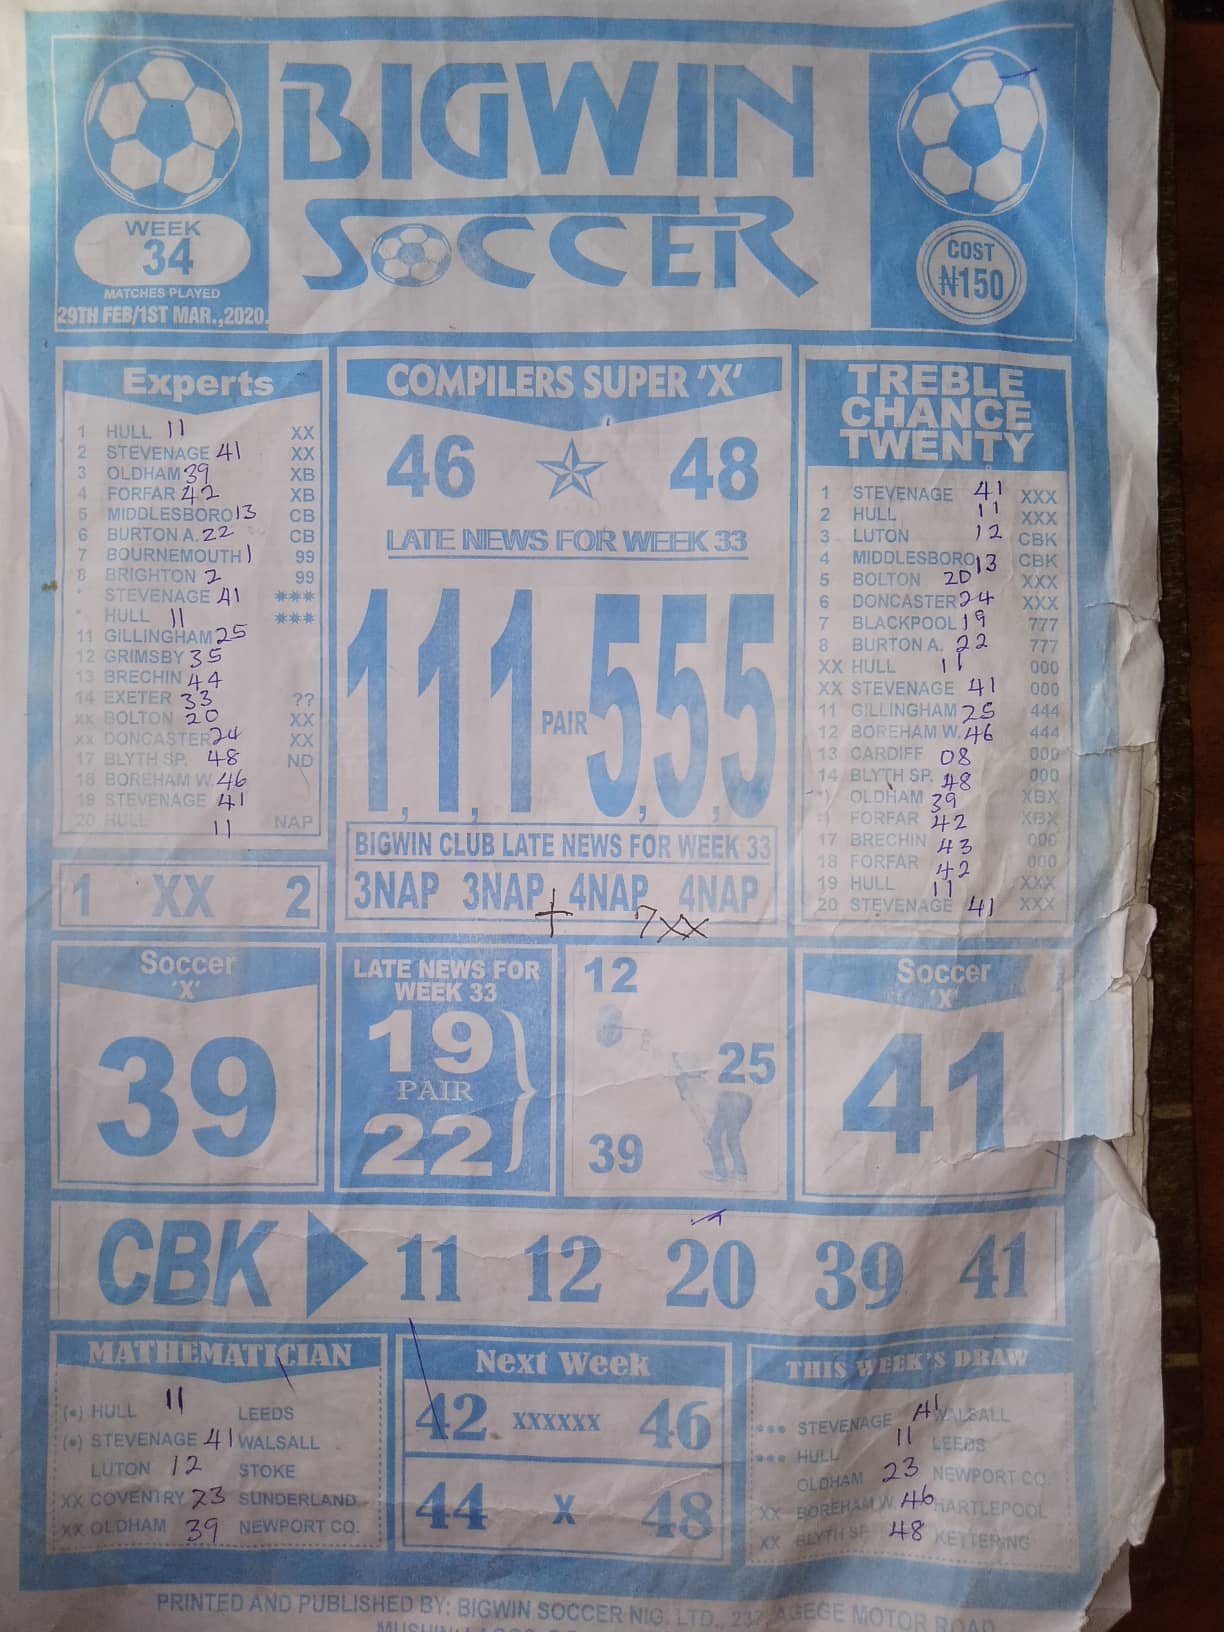 BIGWIN
SOCCER
WEEK
34
MATCHES PLAYED
29TH FEB/1ST MAR.,2020.
COST
₦150
Experts
1 HULL 11 XX
2 STEVENAGE 41 XX
3 OLDHAM 39 XB
4 FORFAR 42 XB
5 MIDDLESBORO 13 CB
6 BURTON A. 22 CB
7 BOURNEMOUTH 1 99
8 BRIGHTON 2 99
* STEVENAGE 41 ***
* HULL 11 ***
11 GILLINGHAM 25
12 GRIMSBY 35
13 BRECHIN 44
14 EXETER 33 ??
XX BOLTON 20 XX
XX DONCASTER 24 XX
17 BLYTH SP. 48 ND
18 BOREHAM W. 46
19 STEVENAGE 41
20 HULL 11 NAP
1 XX 2
COMPILERS SUPER 'X'
46 48
LATE NEWS FOR WEEK 33
1,1,1 PAIR 5,5,5
BIGWIN CLUB LATE NEWS FOR WEEK 33
3NAP 3NAP 4NAP 4NAP
+ 7xx
TREBLE
CHANCE
TWENTY
1 STEVENAGE 41 XXX
2 HULL 11 XXX
3 LUTON 12 CBK
4 MIDDLESBORO 13 CBK
5 BOLTON 20 XXX
6 DONCASTER 24 XXX
7 BLACKPOOL 19 777
8 BURTON A. 22 777
XX HULL 11 000
XX STEVENAGE 41 000
11 GILLINGHAM 25 444
12 BOREHAM W. 46 444
13 CARDIFF 08 000
14 BLYTH SP. 48 000
*) OLDHAM 39 XBX
*) FORFAR 42 XBX
17 BRECHIN 43 000
18 FORFAR 42 000
19 HULL 11 XXX
20 STEVENAGE 41 XXX
Soccer
'X'
39
LATE NEWS FOR
WEEK 33
19
PAIR
22
12
25
39
Soccer
'X'
41
CBK 11 12 20 39 41
MATHEMATICIAN
(•) HULL 11 LEEDS
(•) STEVENAGE 41 WALSALL
LUTON 12 STOKE
XX COVENTRY 23 SUNDERLAND
XX OLDHAM 39 NEWPORT CO.
Next Week
42 XXXXXX 46
44 X 48
THIS WEEK'S DRAW
••• STEVENAGE 41 WALSALL
••• HULL 11 LEEDS
OLDHAM 23 NEWPORT CO.
XX BOREHAM W. 46 HARTLEPOOL
XX BLYTH SP. 48 KETTERING
PRINTED AND PUBLISHED BY: BIGWIN SOCCER NIG. LTD., 232, AGEGE MOTOR ROAD